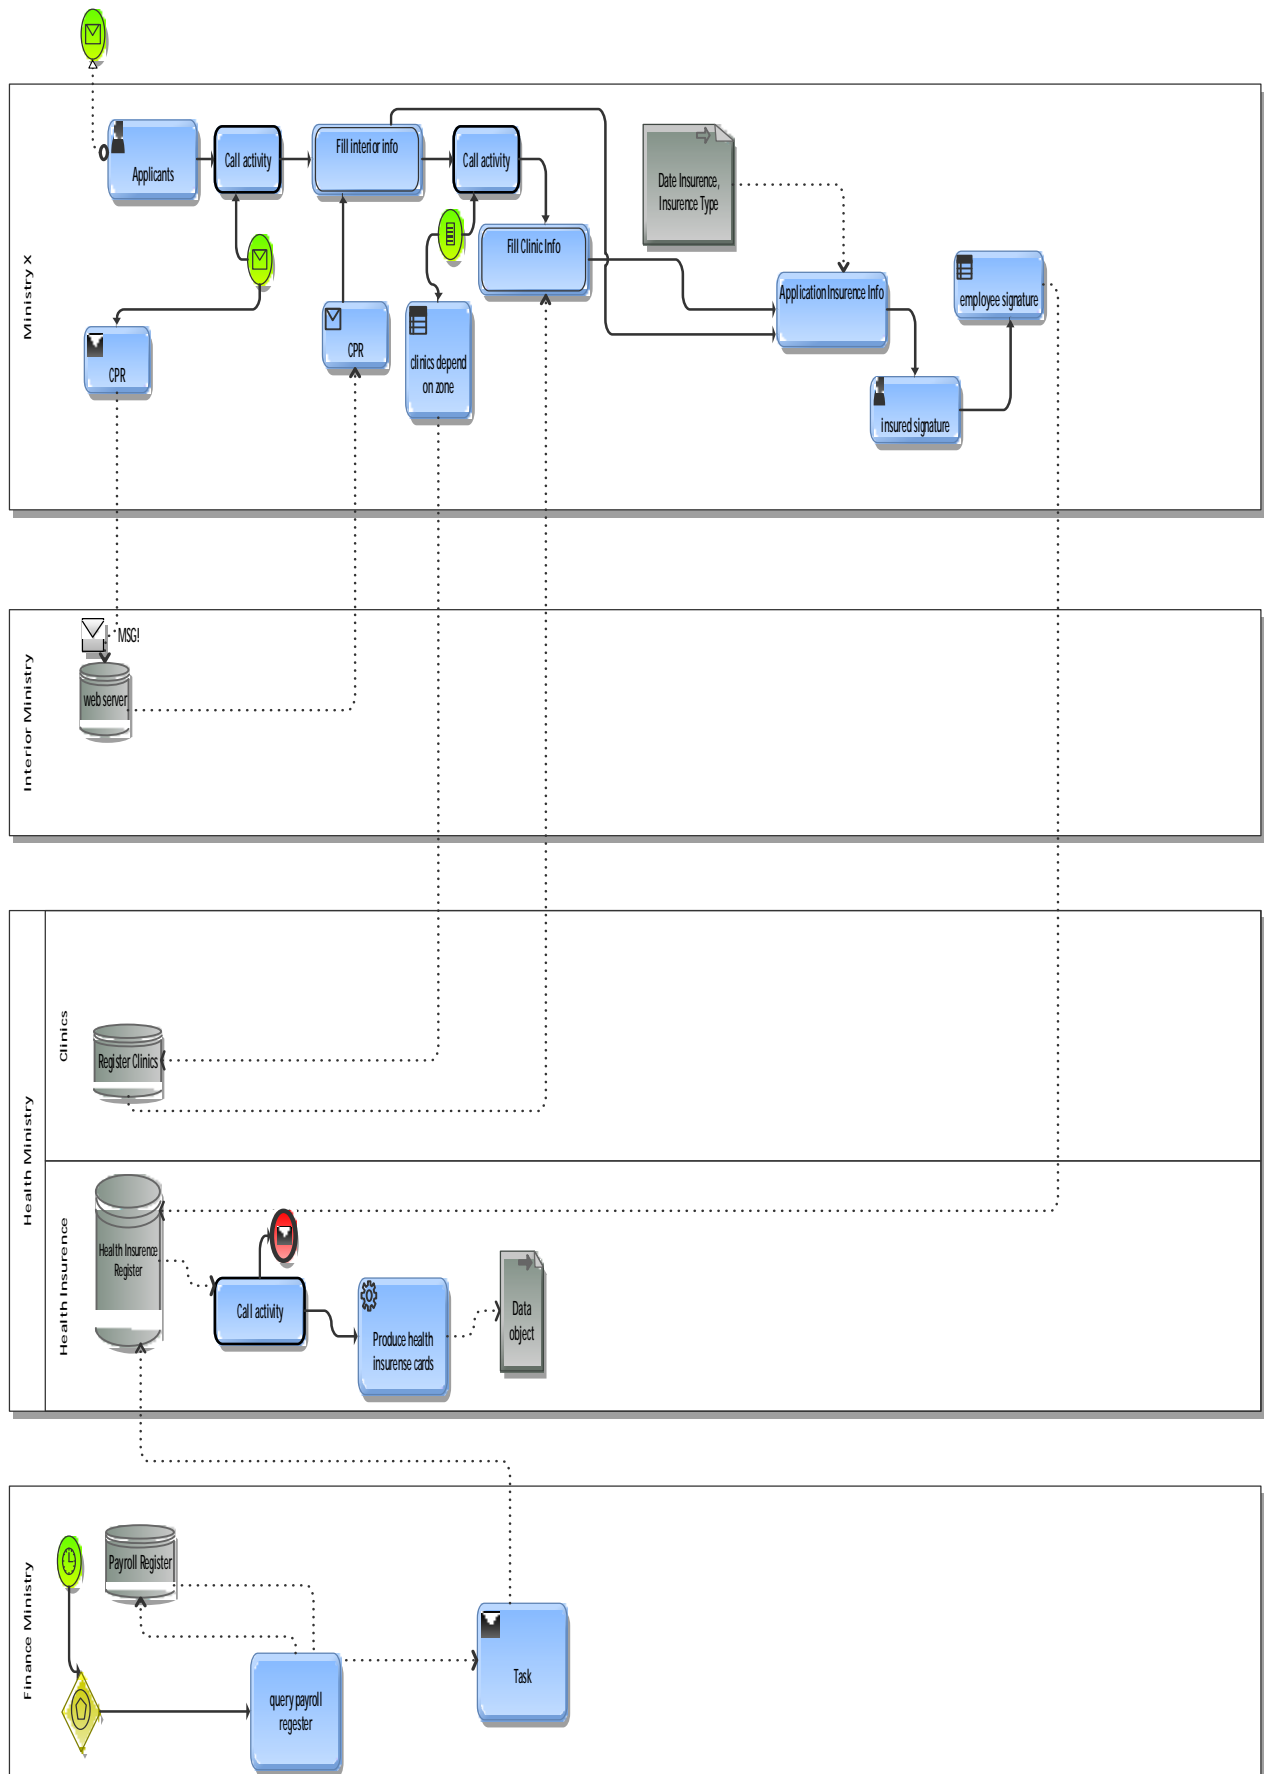 Ministry X
Applicants
Call activity
Fill interior info
Call activity
Date Insurence,
Insurence Type
Fill Clinic Info
Application Insurence Info
employee signature
CPR
CPR
clinics depend
on zone
insured signature
Interior Ministry
MSG!
web server
Health Ministry
Clinics
Register Clinics
Health Insurence
Health Insurence
Register
Call activity
Produce health
insurense cards
Data
object
Finance Ministry
Payroll Register
query payroll
regester
Task